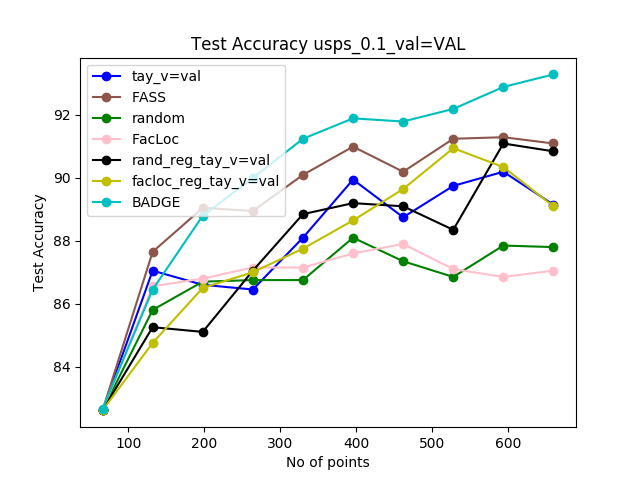 Test Accuracy usps_0.1_val=VAL
tay_v=val
FASS
random
FacLoc
rand_reg_tay_v=val
facloc_reg_tay_v=val
BADGE
Test Accuracy
92
90
88
86
84
100 200 300 400 500 600
No of points